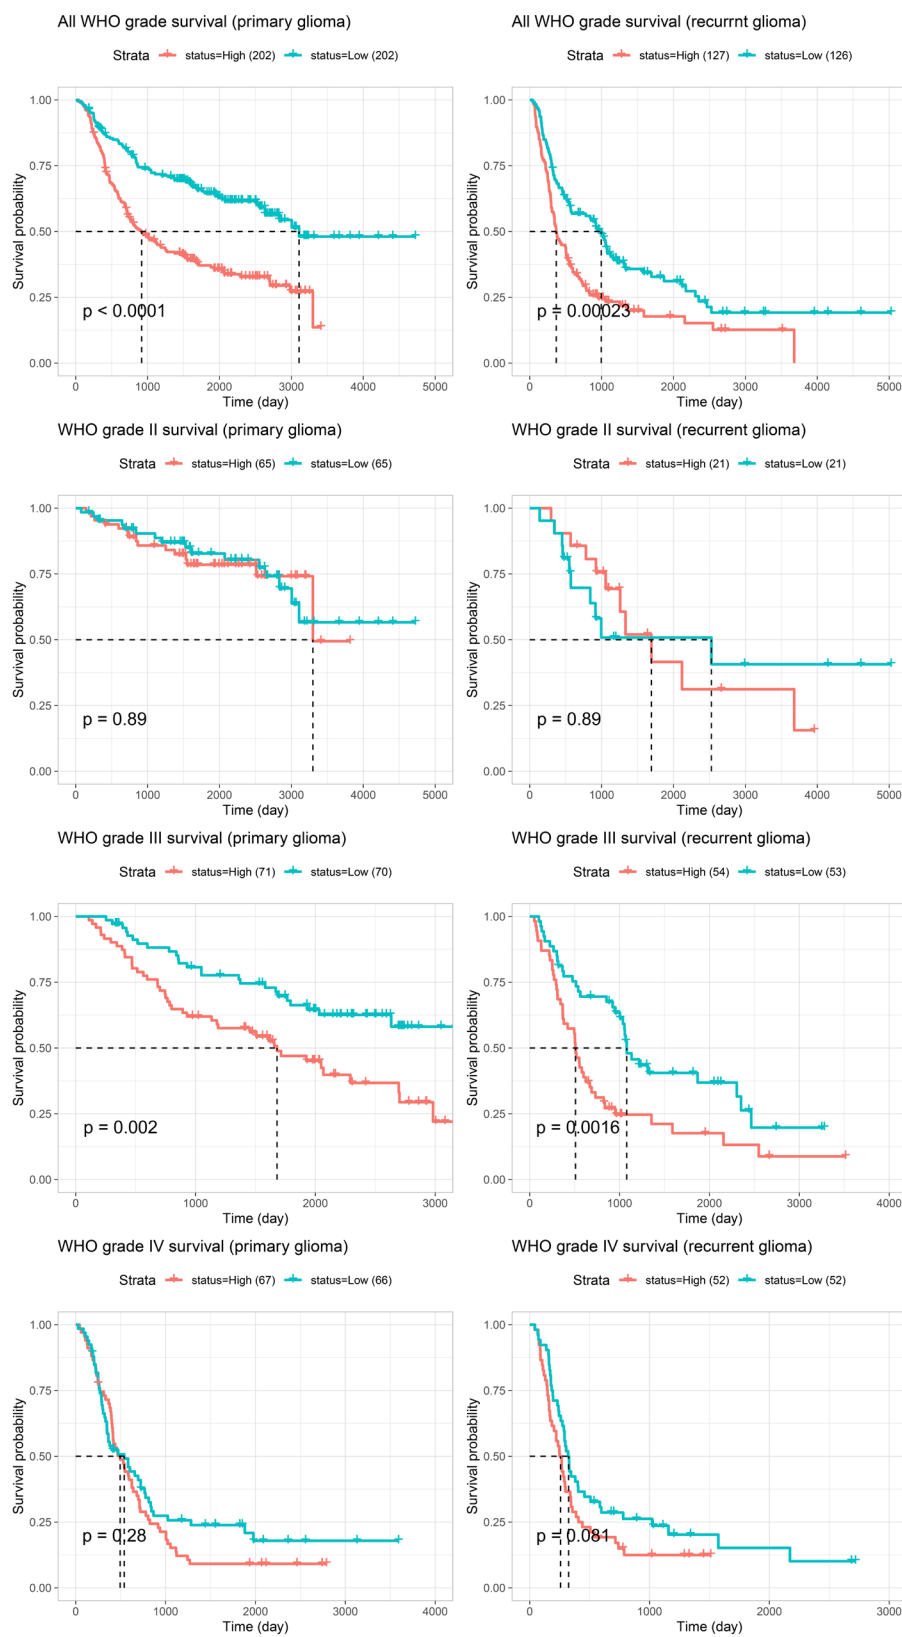 All WHO grade survival (primary glioma)
Strata status=High (202) status=Low (202)
Survival probability
1.00
0.75
0.50
0.25
0.00
p < 0.0001
0 1000 2000 3000 4000 5000
Time (day)
All WHO grade survival (recurrnt glioma)
Strata status=High (127) status=Low (126)
Survival probability
1.00
0.75
0.50
0.25
0.00
p = 0.00023
0 1000 2000 3000 4000 5000
Time (day)
WHO grade II survival (primary glioma)
Strata status=High (65) status=Low (65)
Survival probability
1.00
0.75
0.50
0.25
0.00
p = 0.89
0 1000 2000 3000 4000 5000
Time (day)
WHO grade II survival (recurrent glioma)
Strata status=High (21) status=Low (21)
Survival probability
1.00
0.75
0.50
0.25
0.00
p = 0.89
0 1000 2000 3000 4000 5000
Time (day)
WHO grade III survival (primary glioma)
Strata status=High (71) status=Low (70)
Survival probability
1.00
0.75
0.50
0.25
0.00
p = 0.002
0 1000 2000 3000
Time (day)
WHO grade III survival (recurrent glioma)
Strata status=High (54) status=Low (53)
Survival probability
1.00
0.75
0.50
0.25
0.00
p = 0.0016
0 1000 2000 3000 4000
Time (day)
WHO grade IV survival (primary glioma)
Strata status=High (67) status=Low (66)
Survival probability
1.00
0.75
0.50
0.25
0.00
p = 0.28
0 1000 2000 3000 4000
Time (day)
WHO grade IV survival (recurrent glioma)
Strata status=High (52) status=Low (52)
Survival probability
1.00
0.75
0.50
0.25
0.00
p = 0.081
0 1000 2000 3000
Time (day)